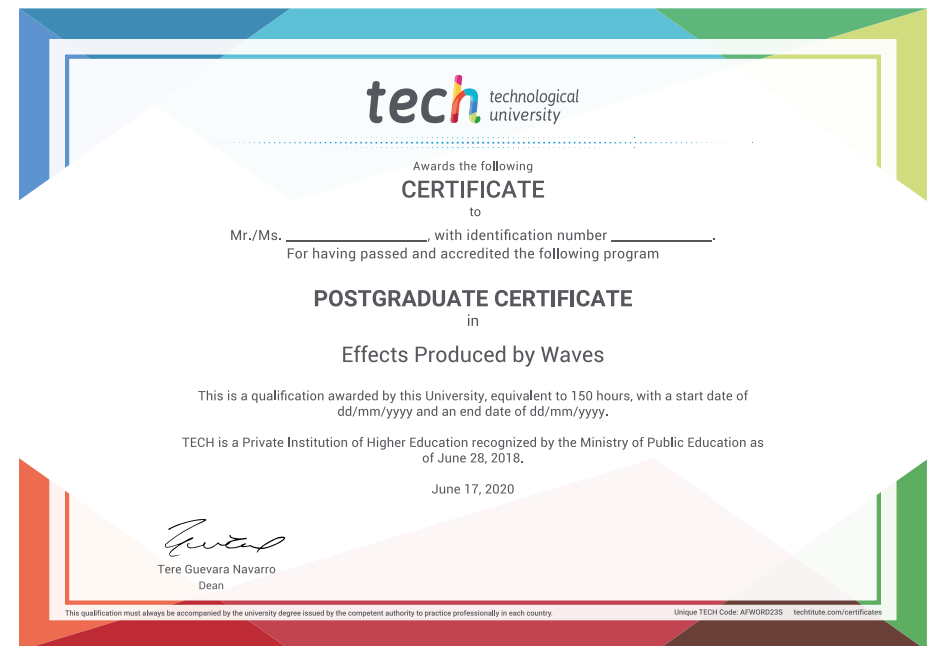 tech technological
university
Awards the following
CERTIFICATE
to
Mr./Ms. ____________________, with identification number ______________.
For having passed and accredited the following program
POSTGRADUATE CERTIFICATE
in
Effects Produced by Waves
This is a qualification awarded by this University, equivalent to 150 hours, with a start date of
dd/mm/yyyy and an end date of dd/mm/yyyy.
TECH is a Private Institution of Higher Education recognized by the Ministry of Public Education as
of June 28, 2018.
June 17, 2020
Tere Guevara Navarro
Dean
This qualification must always be accompanied by the university degree issued by the competent authority to practice professionally in each country.
Unique TECH Code: AFWORD23S techtitute.com/certificates